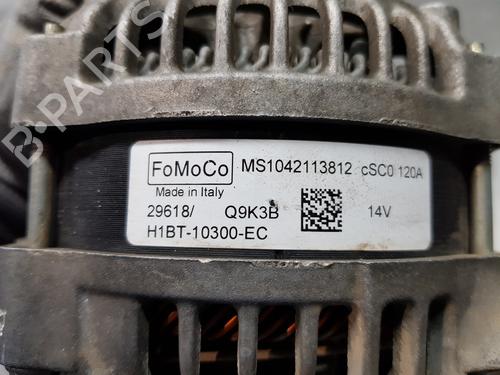 B-PARTS
FoMoCo MS1042113812 cSC0 120A
Made in Italy
29618/ Q9K3B 14V
H1BT-10300-EC